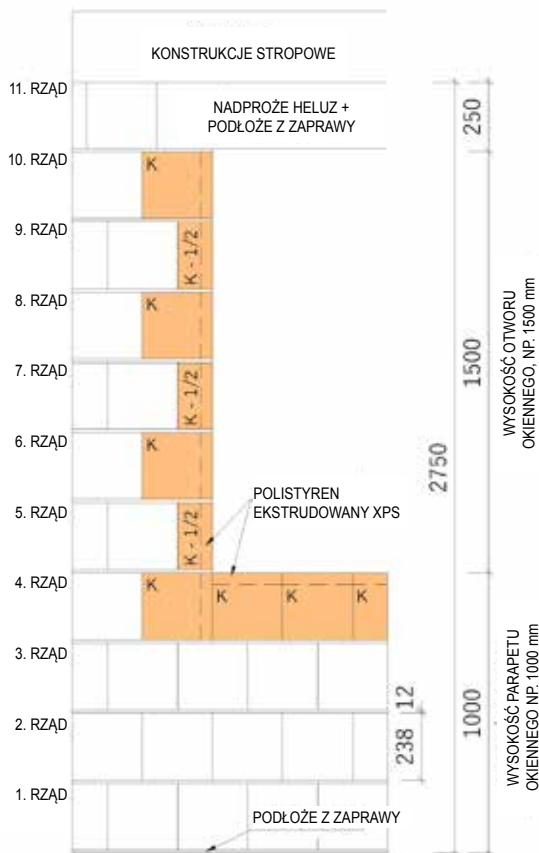 KONSTRUKCJE STROPOWE
11. RZĄD
NADPROŻE HELUZ +
PODŁOŻE Z ZAPRAWY
250
10. RZĄD
K
9. RZĄD
K - 1/2
8. RZĄD
K
7. RZĄD
K - 1/2
6. RZĄD
K
5. RZĄD
K - 1/2
POLISTYREN
EKSTRUDOWANY XPS
1500
WYSOKOŚĆ OTWORU
OKIENNEGO, NP. 1500 mm
2750
4. RZĄD
K
K
K
K
3. RZĄD
12
2. RZĄD
238
1000
WYSOKOŚĆ PARAPETU
OKIENNEGO NP. 1000 mm
1. RZĄD
PODŁOŻE Z ZAPRAWY